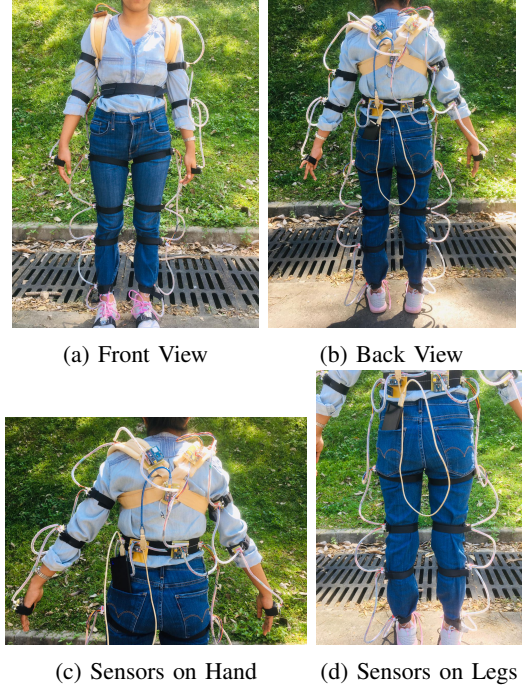 (a) Front View
(b) Back View
(c) Sensors on Hand
(d) Sensors on Legs